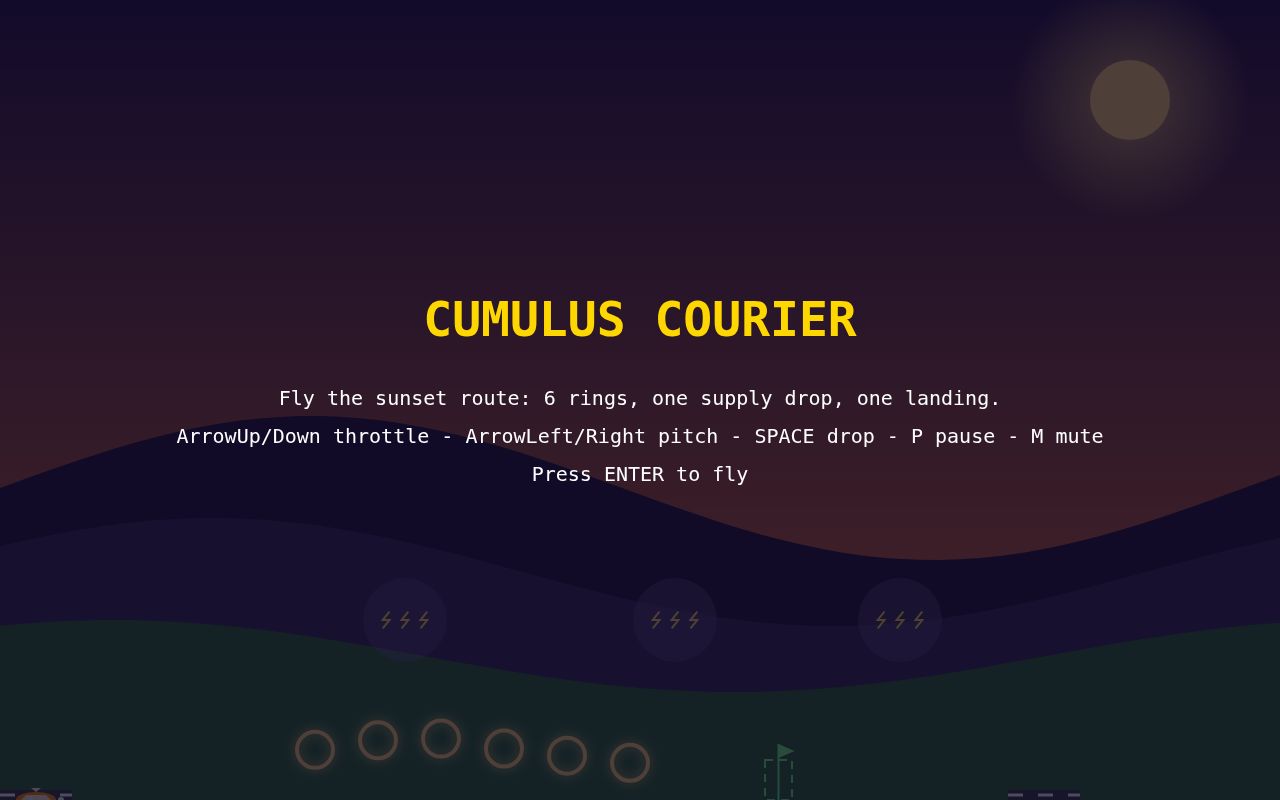 CUMULUS COURIER
Fly the sunset route: 6 rings, one supply drop, one landing.
ArrowUp/Down throttle - ArrowLeft/Right pitch - SPACE drop - P pause - M mute
Press ENTER to fly